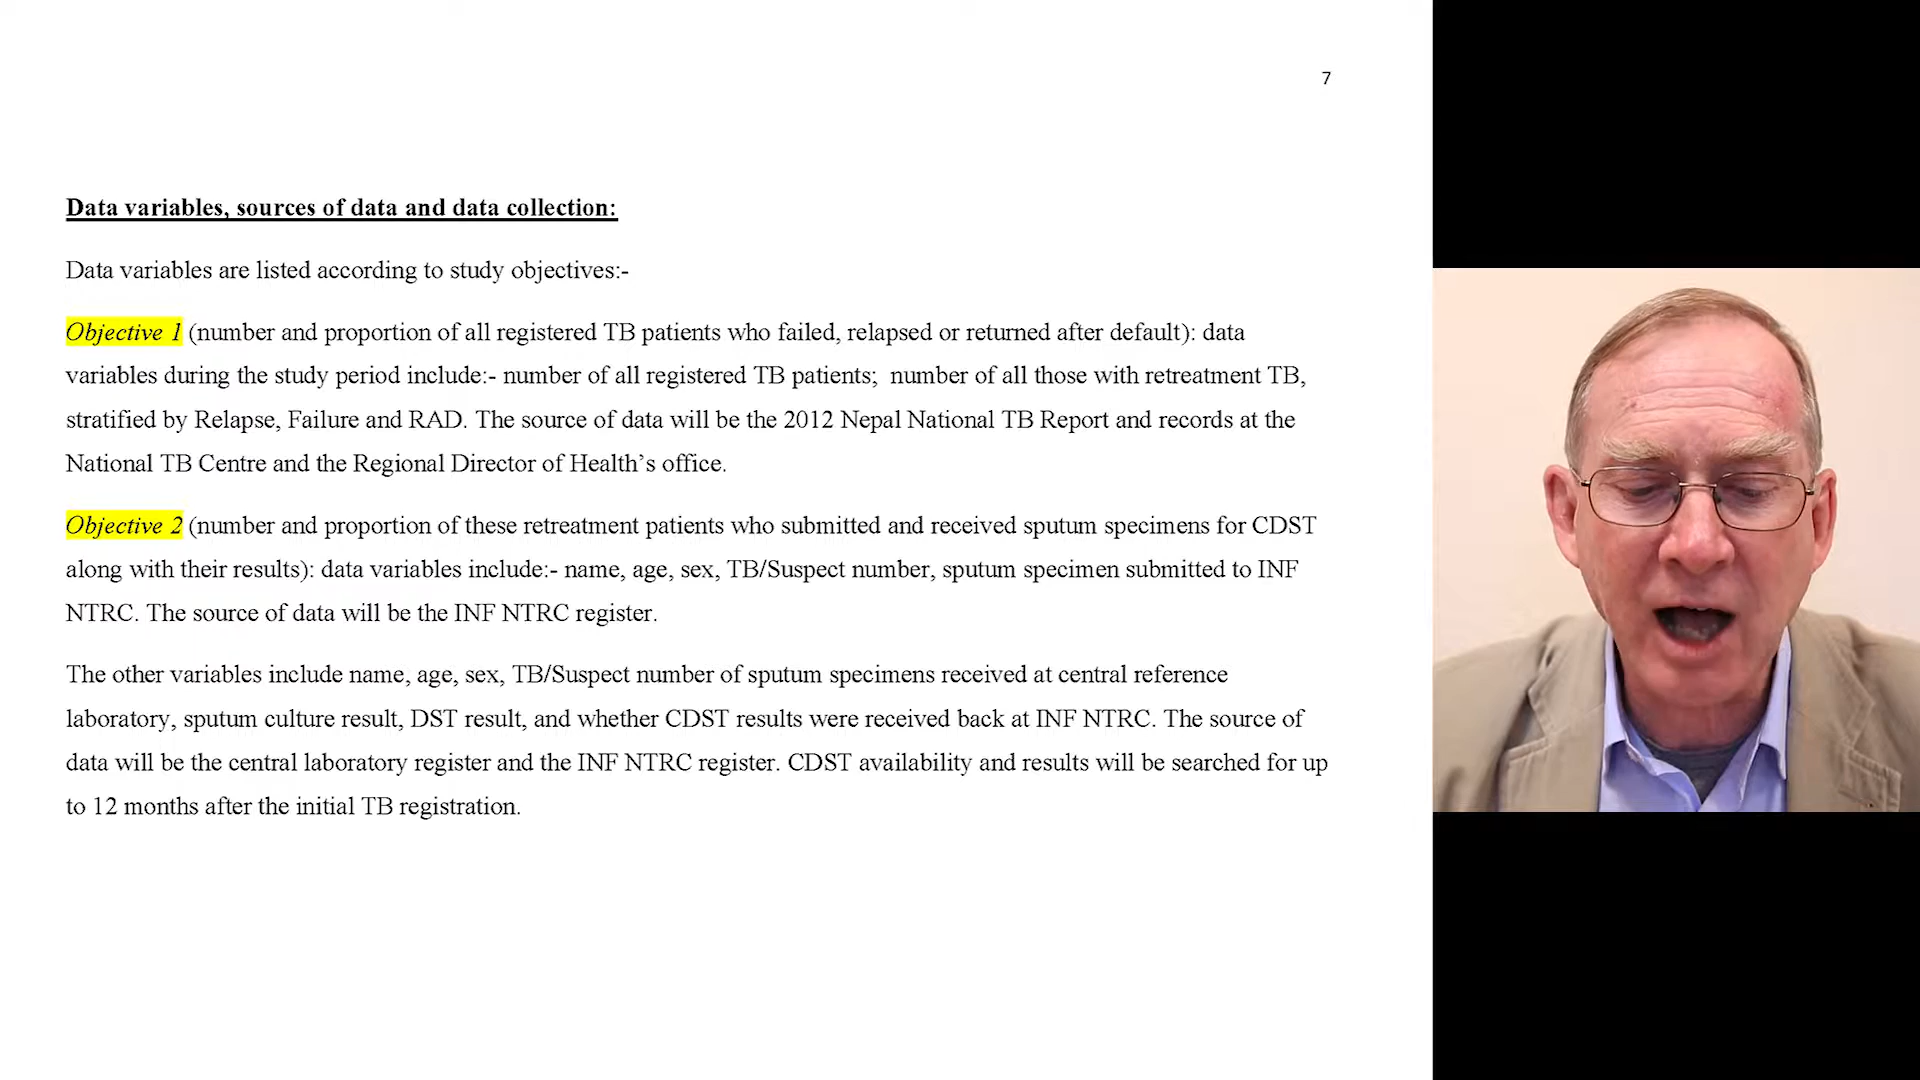 7
Data variables, sources of data and data collection:
Data variables are listed according to study objectives:-
Objective 1 (number and proportion of all registered TB patients who failed, relapsed or returned after default): data
variables during the study period include:- number of all registered TB patients; number of all those with retreatment TB,
stratified by Relapse, Failure and RAD. The source of data will be the 2012 Nepal National TB Report and records at the
National TB Centre and the Regional Director of Health’s office.
Objective 2 (number and proportion of these retreatment patients who submitted and received sputum specimens for CDST
along with their results): data variables include:- name, age, sex, TB/Suspect number, sputum specimen submitted to INF
NTRC. The source of data will be the INF NTRC register.
The other variables include name, age, sex, TB/Suspect number of sputum specimens received at central reference
laboratory, sputum culture result, DST result, and whether CDST results were received back at INF NTRC. The source of
data will be the central laboratory register and the INF NTRC register. CDST availability and results will be searched for up
to 12 months after the initial TB registration.